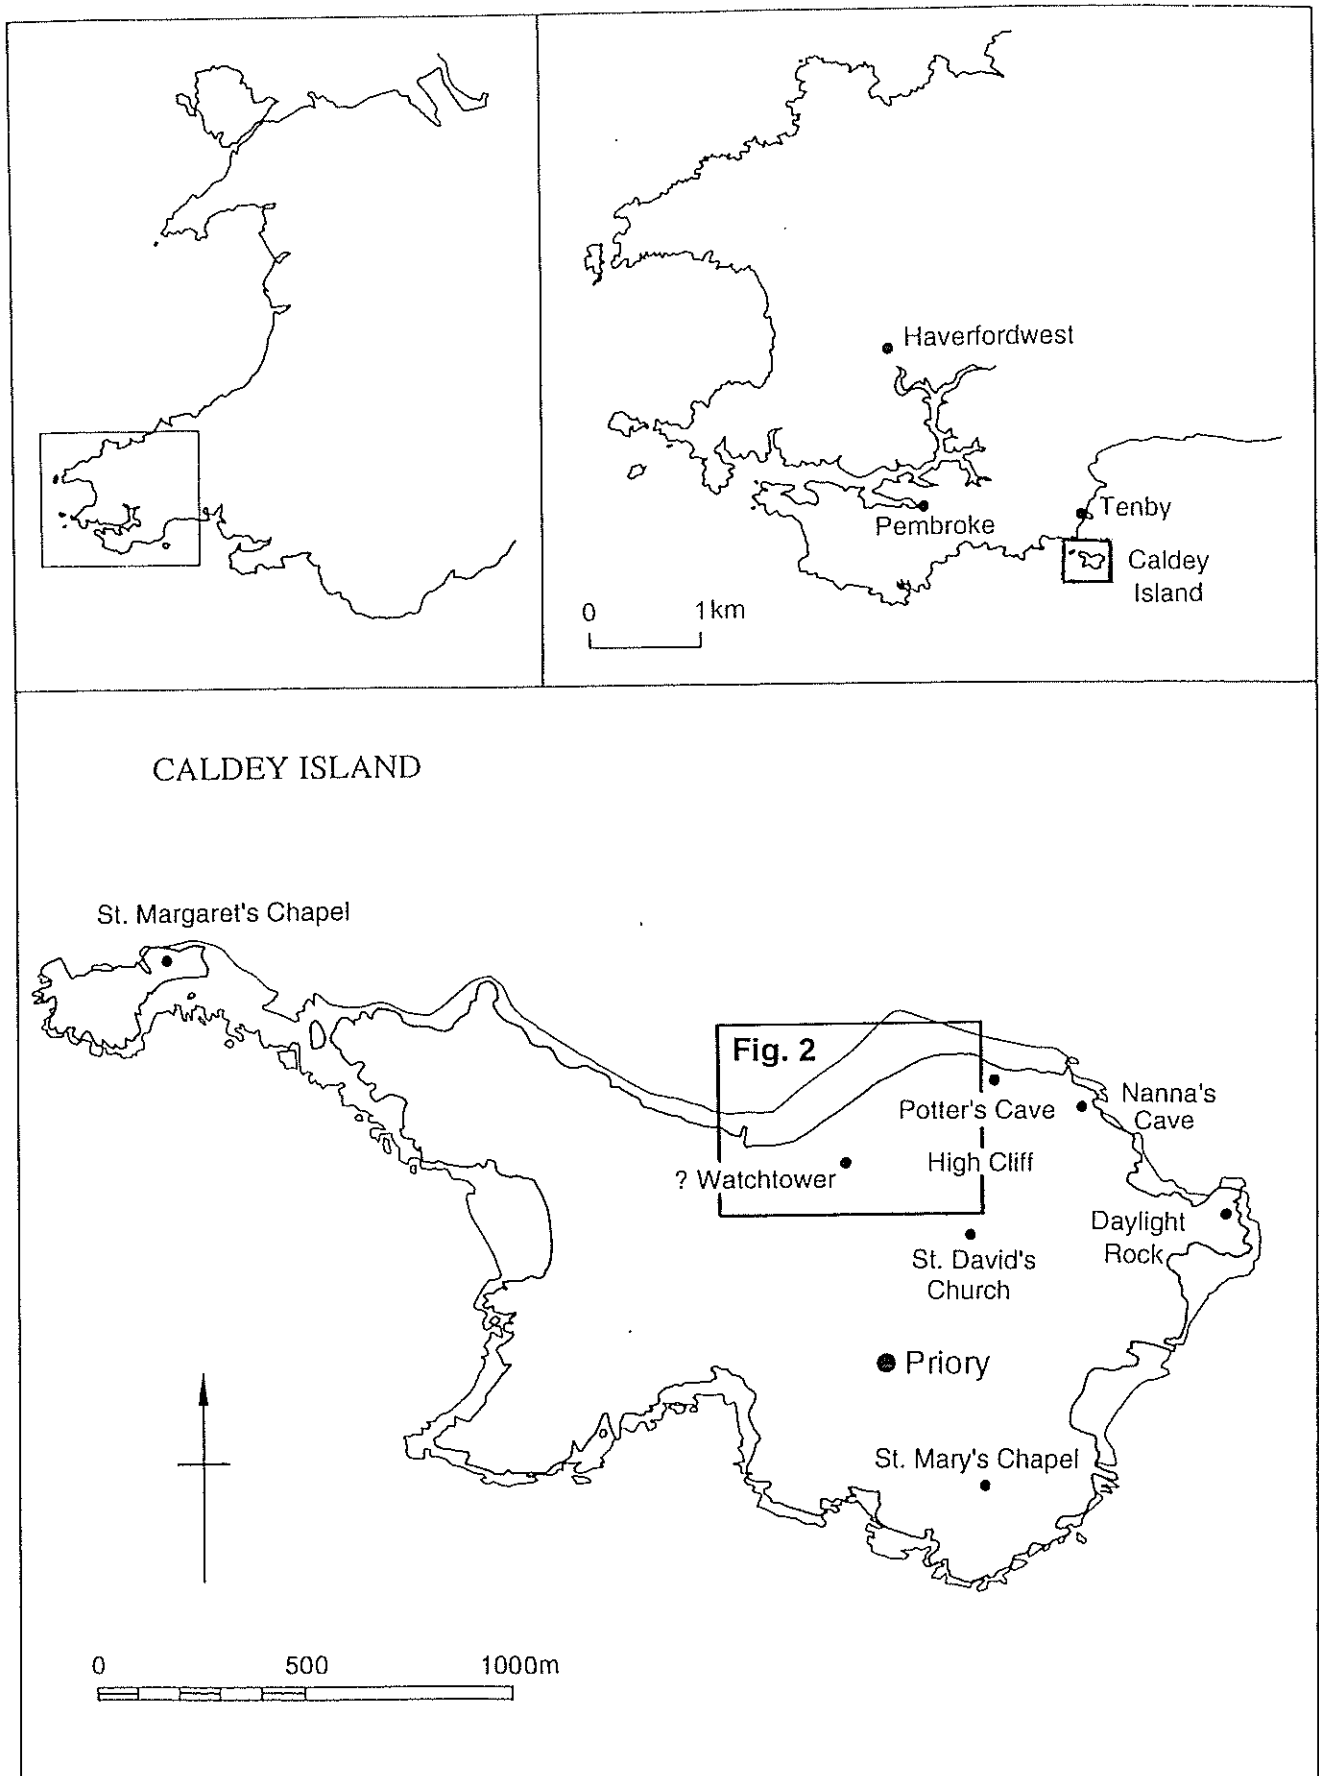 Haverfordwest
Pembroke
Tenby
Caldey
Island
0 1km
CALDEY ISLAND
St. Margaret's Chapel
Fig. 2
Potter's Cave
Nanna's
Cave
? Watchtower
High Cliff
Daylight
Rock
St. David's
Church
Priory
St. Mary's Chapel
0 500 1000m